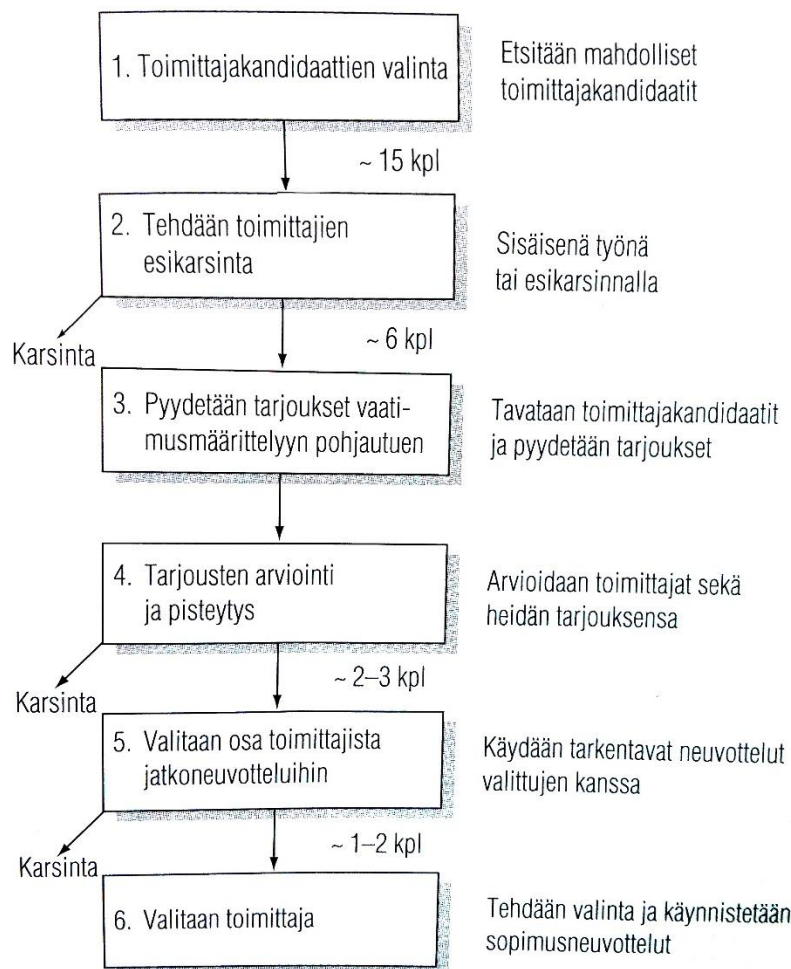 1. Toimittajakandidaattien valinta
Etsitään mahdolliset
toimittajakandidaatit
~ 15 kpl
2. Tehdään toimittajien
esikarsinta
Sisäisenä työnä
tai esikarsinnalla
Karsinta
~ 6 kpl
3. Pyydetään tarjoukset vaati-
musmäärittelyyn pohjautuen
Tavataan toimittajakandidaatit
ja pyydetään tarjoukset
4. Tarjousten arviointi
ja pisteytys
Arvioidaan toimittajat sekä
heidän tarjouksensa
Karsinta
~ 2–3 kpl
5. Valitaan osa toimittajista
jatkoneuvotteluihin
Käydään tarkentavat neuvottelut
valittujen kanssa
Karsinta
~ 1–2 kpl
6. Valitaan toimittaja
Tehdään valinta ja käynnistetään
sopimusneuvottelut